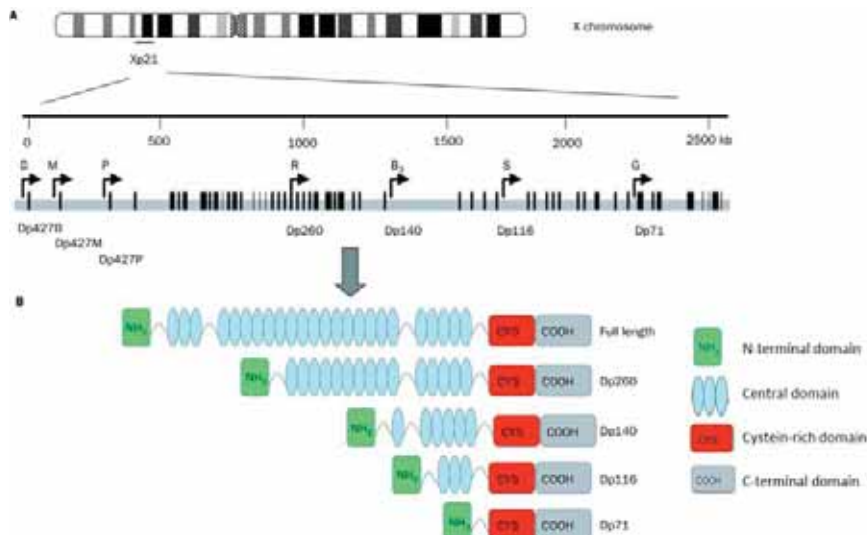 A
X chromosome
Xp21
0 500 1000 1500 2000 2500 kb
B M P R B3 S G
Dp427B
Dp427M
Dp427P
Dp260 Dp140 Dp116 Dp71
B
NH2 CYS COOH Full length
NH2 CYS COOH Dp260
NH2 CYS COOH Dp140
NH2 CYS COOH Dp116
NH2 CYS COOH Dp71
NH2 N-terminal domain
Central domain
CYS Cystein-rich domain
COOH C-terminal domain